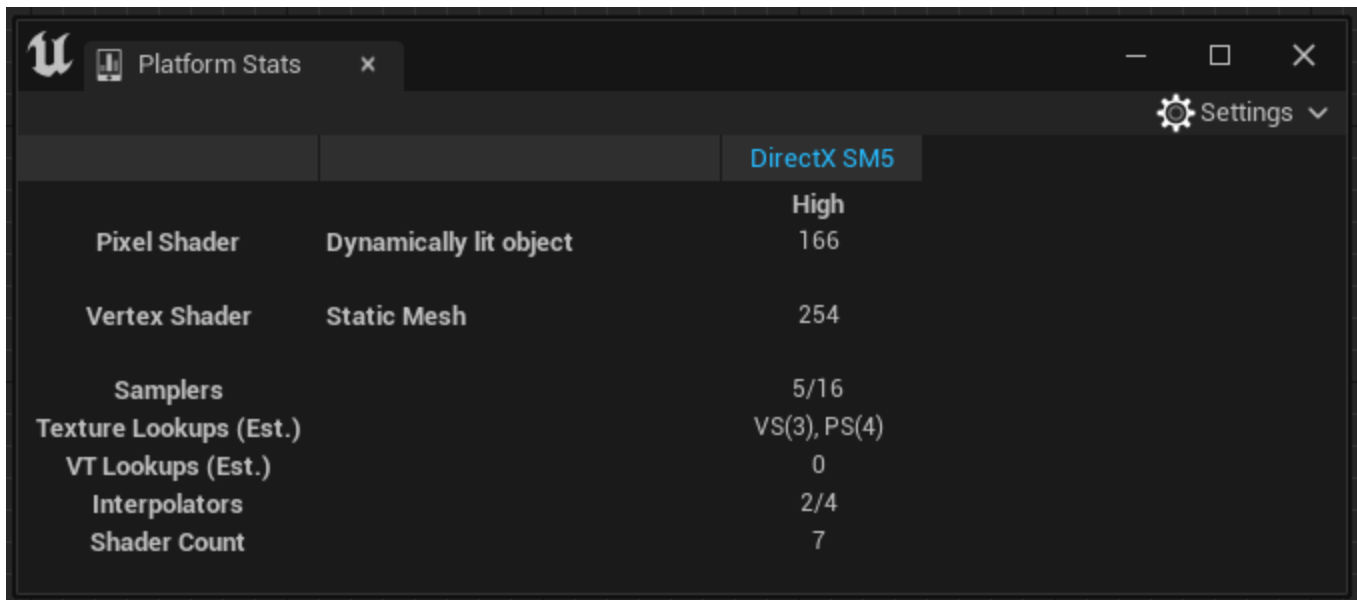 Platform Stats
Settings
DirectX SM5
High
Pixel Shader Dynamically lit object 166
Vertex Shader Static Mesh 254
Samplers 5/16
Texture Lookups (Est.) VS(3), PS(4)
VT Lookups (Est.) 0
Interpolators 2/4
Shader Count 7